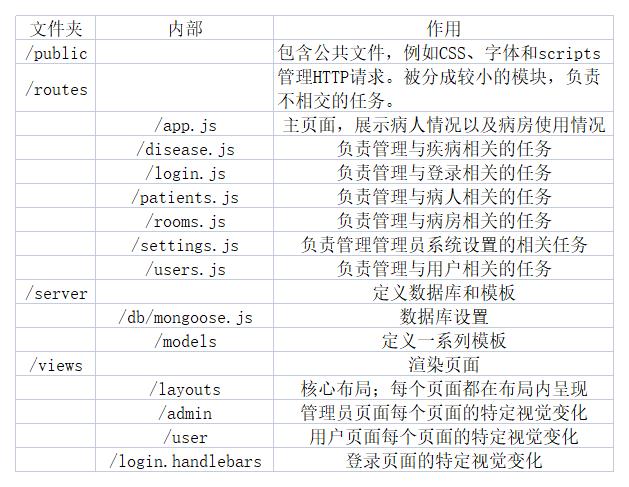 文件夹 内部 作用
/public 包含公共文件，例如CSS、字体和scripts
/routes 管理HTTP请求。被分成较小的模块，负责
不相交的任务。
/app.js 主页面，展示病人情况以及病房使用情况
/disease.js 负责管理与疾病相关的任务
/login.js 负责管理与登录相关的任务
/patients.js 负责管理与病人相关的任务
/rooms.js 负责管理与病房相关的任务
/settings.js 负责管理管理员系统设置的相关任务
/users.js 负责管理与用户相关的任务
/server 定义数据库和模板
/db/mongoose.js 数据库设置
/models 定义一系列模板
/views 渲染页面
/layouts 核心布局；每个页面都在布局内呈现
/admin 管理员页面每个页面的特定视觉变化
/user 用户页面每个页面的特定视觉变化
/login.handlebars 登录页面的特定视觉变化